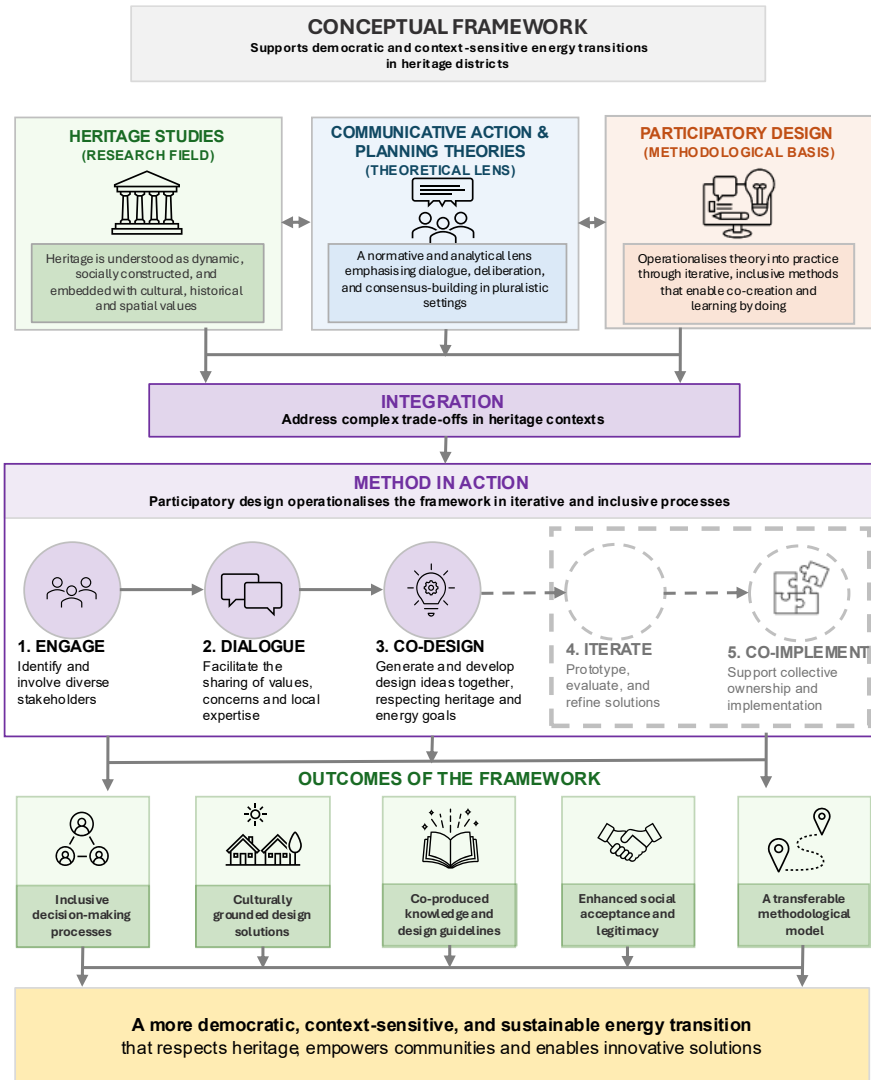 CONCEPTUAL FRAMEWORK
Supports democratic and context-sensitive energy transitions
in heritage districts
HERITAGE STUDIES
(RESEARCH FIELD)
Heritage is understood as dynamic,
socially constructed, and
embedded with cultural, historical
and spatial values
COMMUNICATIVE ACTION &
PLANNING THEORIES
(THEORETICAL LENS)
A normative and analytical lens
emphasising dialogue, deliberation,
and consensus-building in pluralistic
settings
PARTICIPATORY DESIGN
(METHODOLOGICAL BASIS)
Operationalises theory into practice
through iterative, inclusive methods
that enable co-creation and
learning by doing
INTEGRATION
Address complex trade-offs in heritage contexts
METHOD IN ACTION
Participatory design operationalises the framework in iterative and inclusive processes
1. ENGAGE
Identify and
involve diverse
stakeholders
2. DIALOGUE
Facilitate the
sharing of values,
concerns and local
expertise
3. CO-DESIGN
Generate and develop
design ideas together,
respecting heritage and
energy goals
4. ITERATE
Prototype,
evaluate, and
refine solutions
5. CO-IMPLEMENT
Support collective
ownership and
implementation
OUTCOMES OF THE FRAMEWORK
Inclusive
decision-making
processes
Culturally
grounded design
solutions
Co-produced
knowledge and
design guidelines
Enhanced social
acceptance and
legitimacy
A transferable
methodological
model
A more democratic, context-sensitive, and sustainable energy transition
that respects heritage, empowers communities and enables innovative solutions